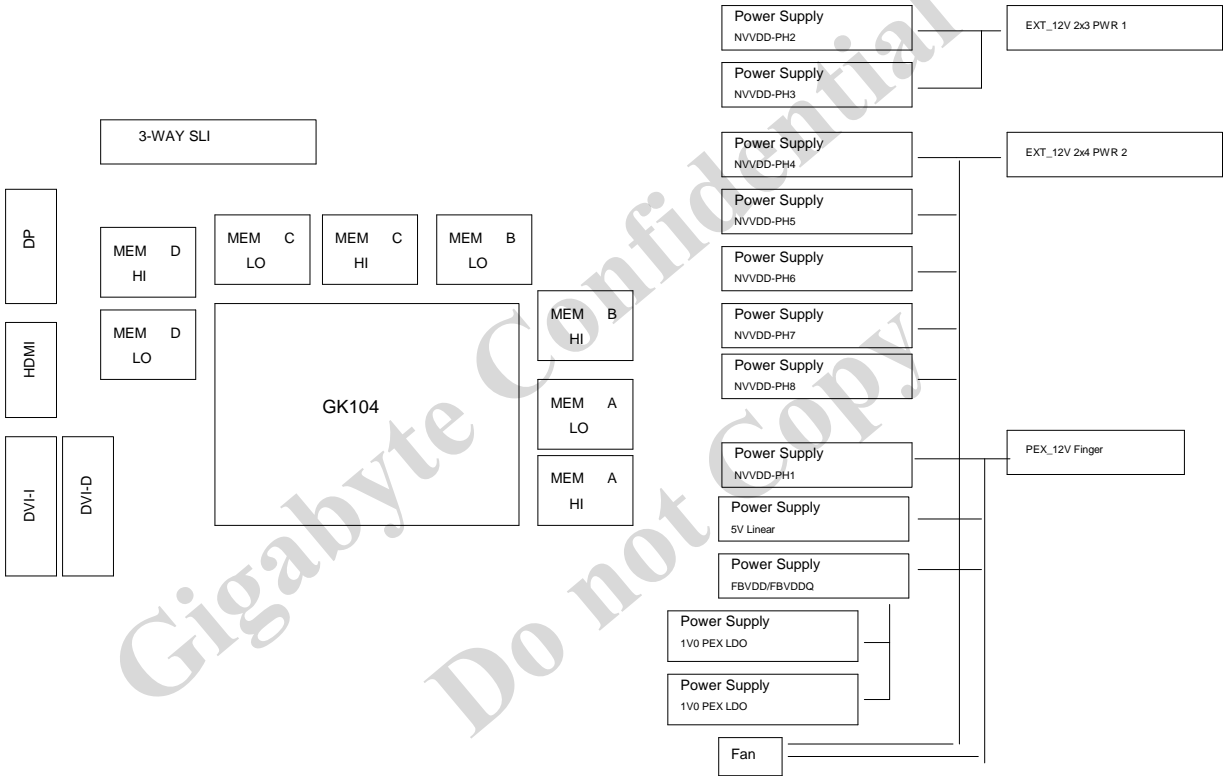 Power Supply
NVVDD-PH2
EXT_12V 2x3 PWR 1
Power Supply
NVVDD-PH3
3-WAY SLI
Power Supply
NVVDD-PH4
EXT_12V 2x4 PWR 2
DP
MEM D
HI
MEM C
LO
MEM C
HI
MEM B
LO
Power Supply
NVVDD-PH5
Power Supply
NVVDD-PH6
HDMI
MEM D
LO
MEM B
HI
Power Supply
NVVDD-PH7
Power Supply
NVVDD-PH8
GK104
MEM A
LO
MEM A
HI
DVI-I
DVI-D
Power Supply
NVVDD-PH1
PEX_12V Finger
Power Supply
5V Linear
Power Supply
FBVDD/FBVDDQ
Power Supply
1V0 PEX LDO
Power Supply
1V0 PEX LDO
Fan
Gigabyte Confidential
Do not Copy